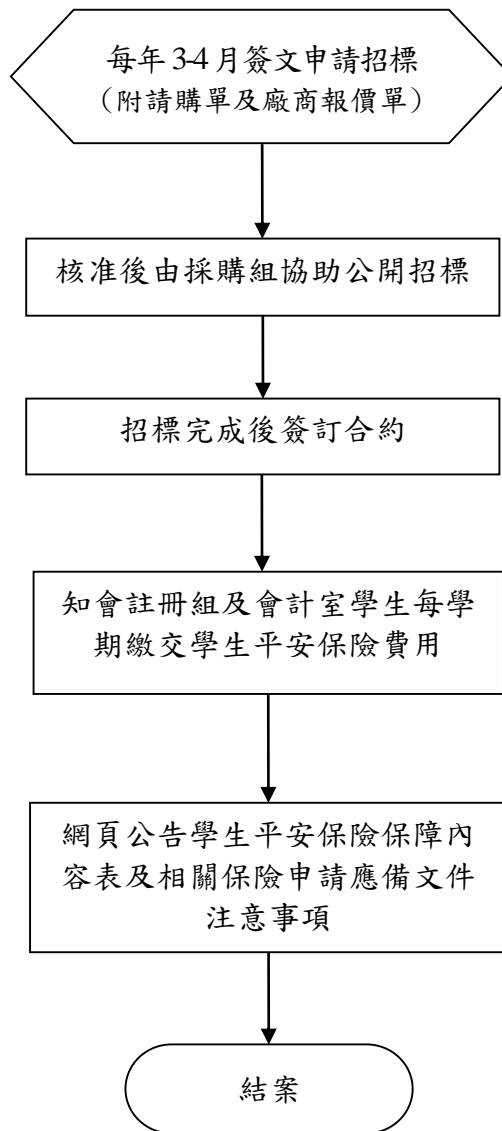 每年 3-4 月簽文申請招標
（附請購單及廠商報價單）
核准後由採購組協助公開招標
招標完成後簽訂合約
知會註冊組及會計室學生每學
期繳交學生平安保險費用
網頁公告學生平安保險保障內
容表及相關保險申請應備文件
注意事項
結案